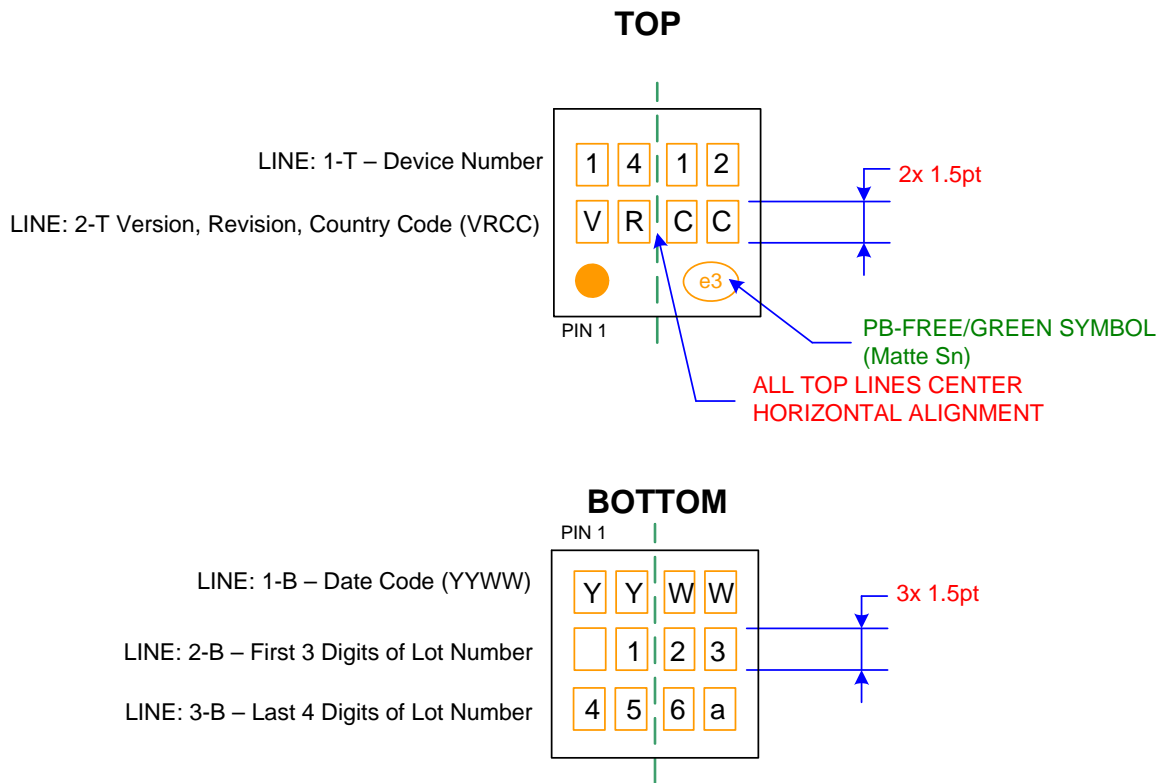 TOP
LINE: 1-T – Device Number
1 4 1 2
2x 1.5pt
LINE: 2-T Version, Revision, Country Code (VRCC)
V R C C
e3
PIN 1
PB-FREE/GREEN SYMBOL
(Matte Sn)
ALL TOP LINES CENTER
HORIZONTAL ALIGNMENT
BOTTOM
PIN 1
LINE: 1-B – Date Code (YYWW)
Y Y W W
3x 1.5pt
LINE: 2-B – First 3 Digits of Lot Number
1 2 3
LINE: 3-B – Last 4 Digits of Lot Number
4 5 6 a